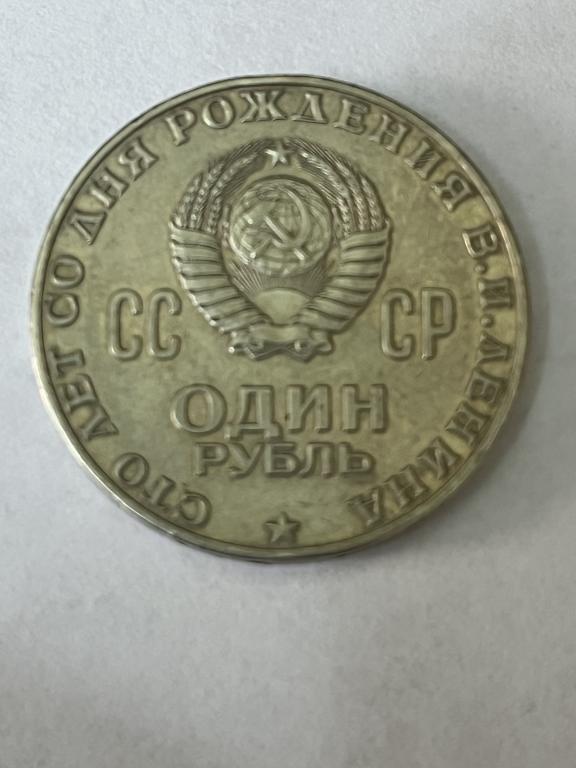 СТО ЛЕТ СО ДНЯ РОЖДЕНИЯ В.И.ЛЕНИНА
СС СР
ОДИН
РУБЛЬ